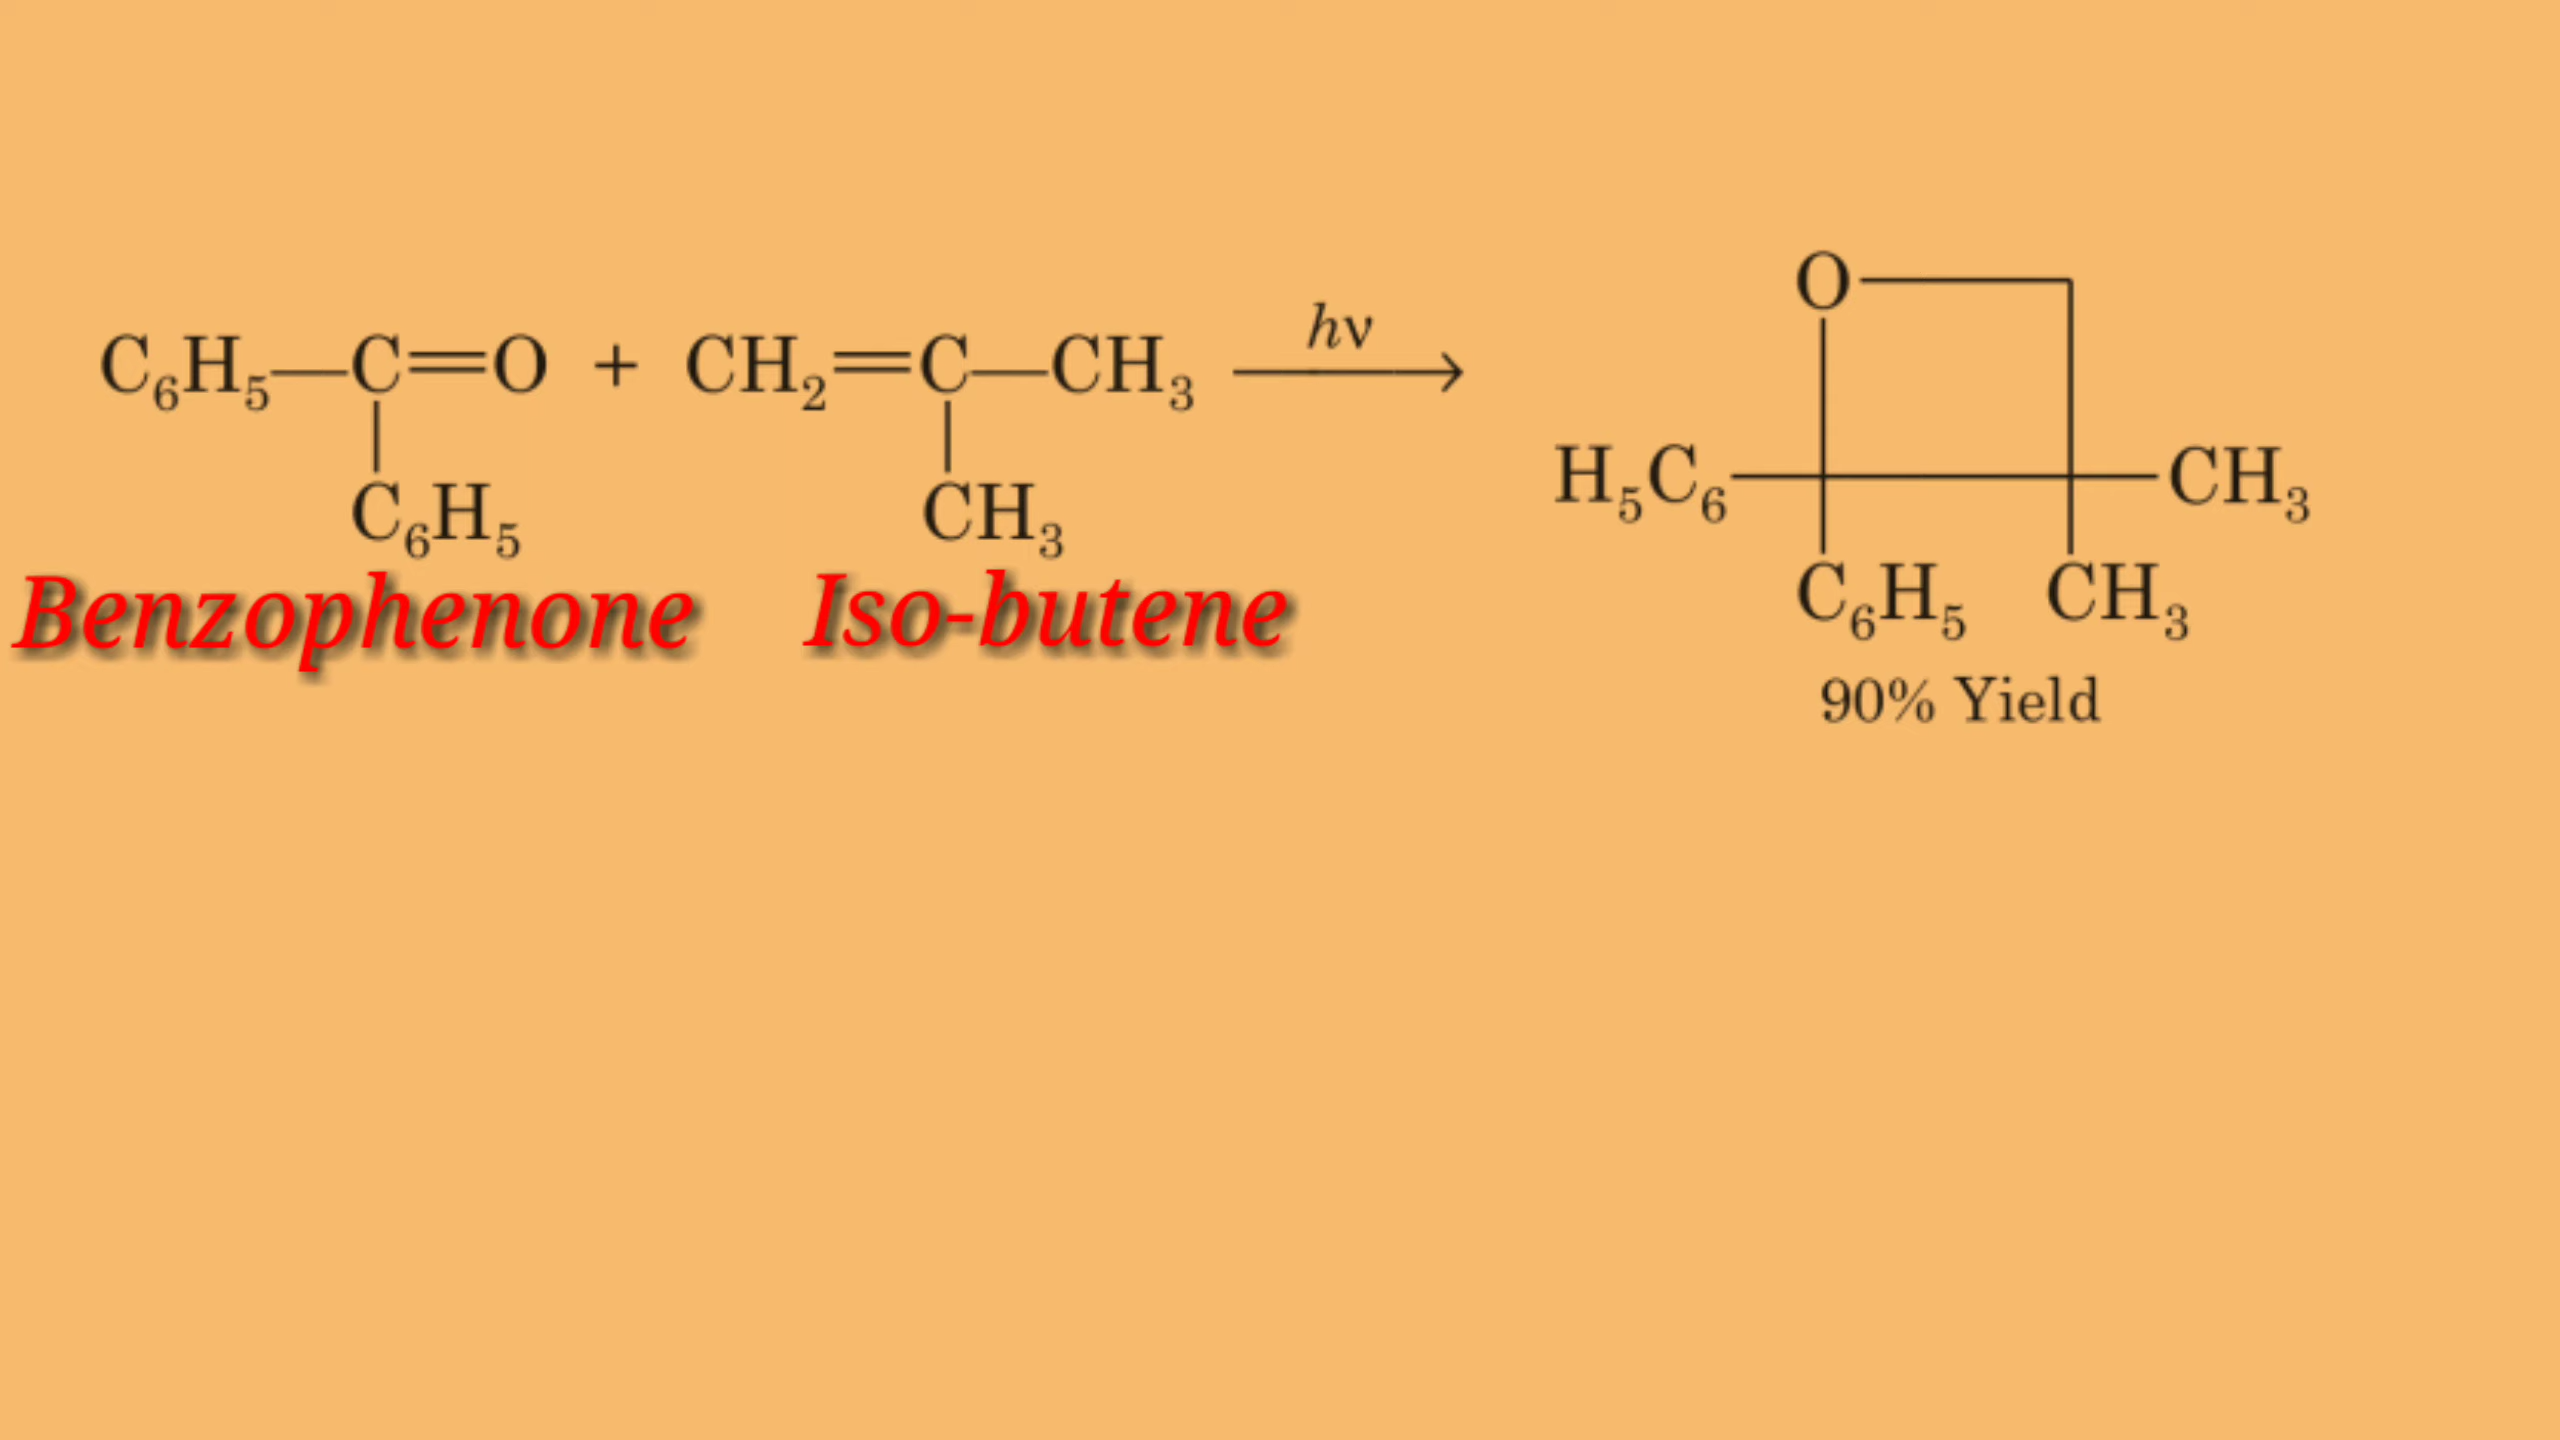 C₆H₅—C=O + CH₂=C—CH₃ hν
C₆H₅ CH₃
Benzophenone Iso-butene
O
H₅C₆ CH₃
C₆H₅ CH₃
90% Yield